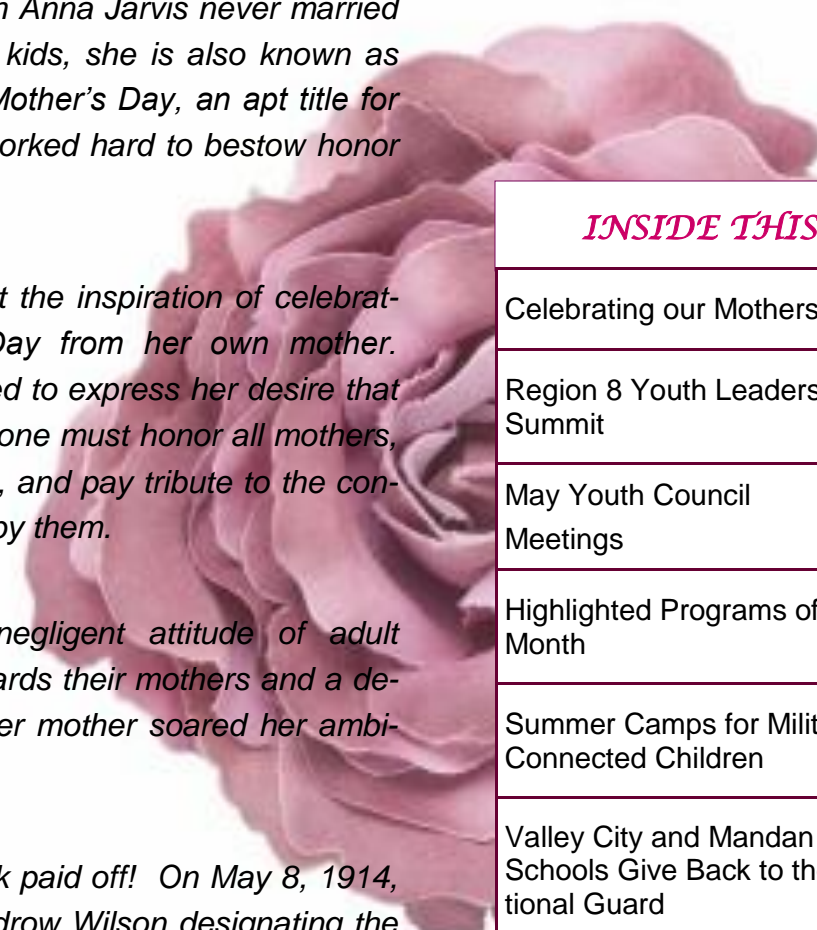 n Anna Jarvis never married
kids, she is also known as
Mother's Day, an apt title for
orked hard to bestow honor
t the inspiration of celebrat-
Day from her own mother.
ed to express her desire that
one must honor all mothers,
, and pay tribute to the con-
by them.
negligent attitude of adult
ards their mothers and a de-
er mother soared her ambi-
k paid off! On May 8, 1914,
drow Wilson designating the
INSIDE THIS
Celebrating our Mothers
Region 8 Youth Leaders
Summit
May Youth Council
Meetings
Highlighted Programs of
Month
Summer Camps for Milit
Connected Children
Valley City and Mandan
Schools Give Back to th
tional Guard